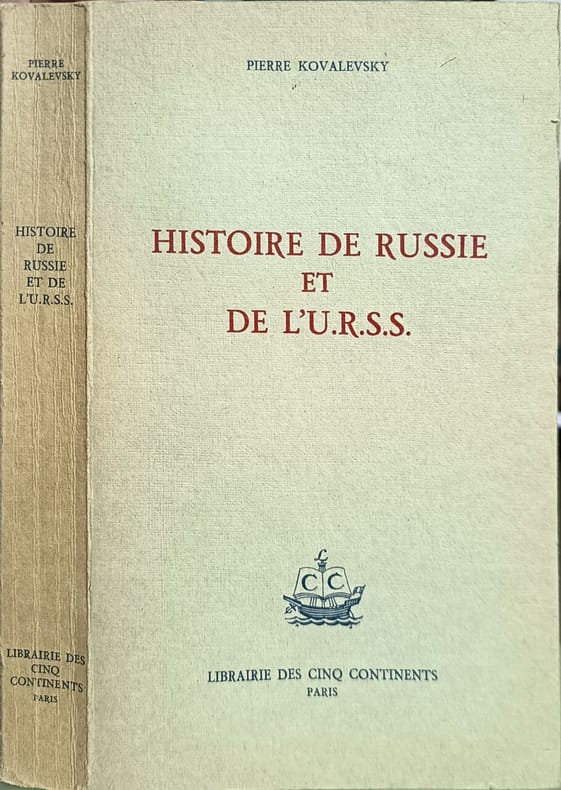 PIERRE
KOVALEVSKY
HISTOIRE
DE
RUSSIE
ET DE
L'U.R.S.S.
LIBRAIRIE DES
CINQ
CONTINENTS
PARIS
PIERRE KOVALEVSKY
HISTOIRE DE RUSSIE
ET
DE L'U.R.S.S.
L
C C
LIBRAIRIE DES CINQ CONTINENTS
PARIS